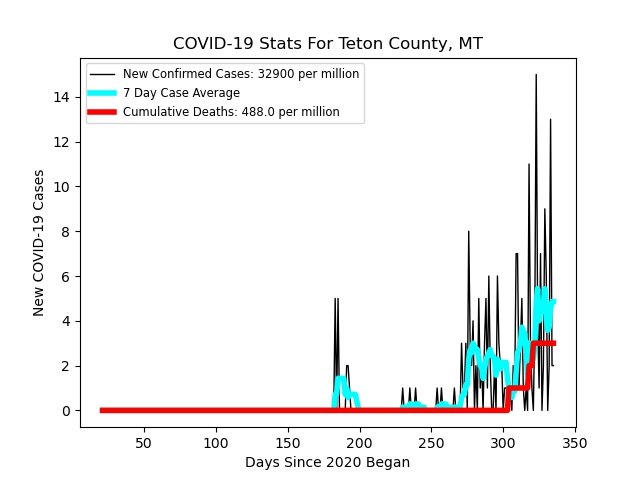 COVID-19 Stats For Teton County, MT
New Confirmed Cases: 32900 per million
7 Day Case Average
Cumulative Deaths: 488.0 per million
New COVID-19 Cases
14
12
10
8
6
4
2
0
50 100 150 200 250 300 350
Days Since 2020 Began